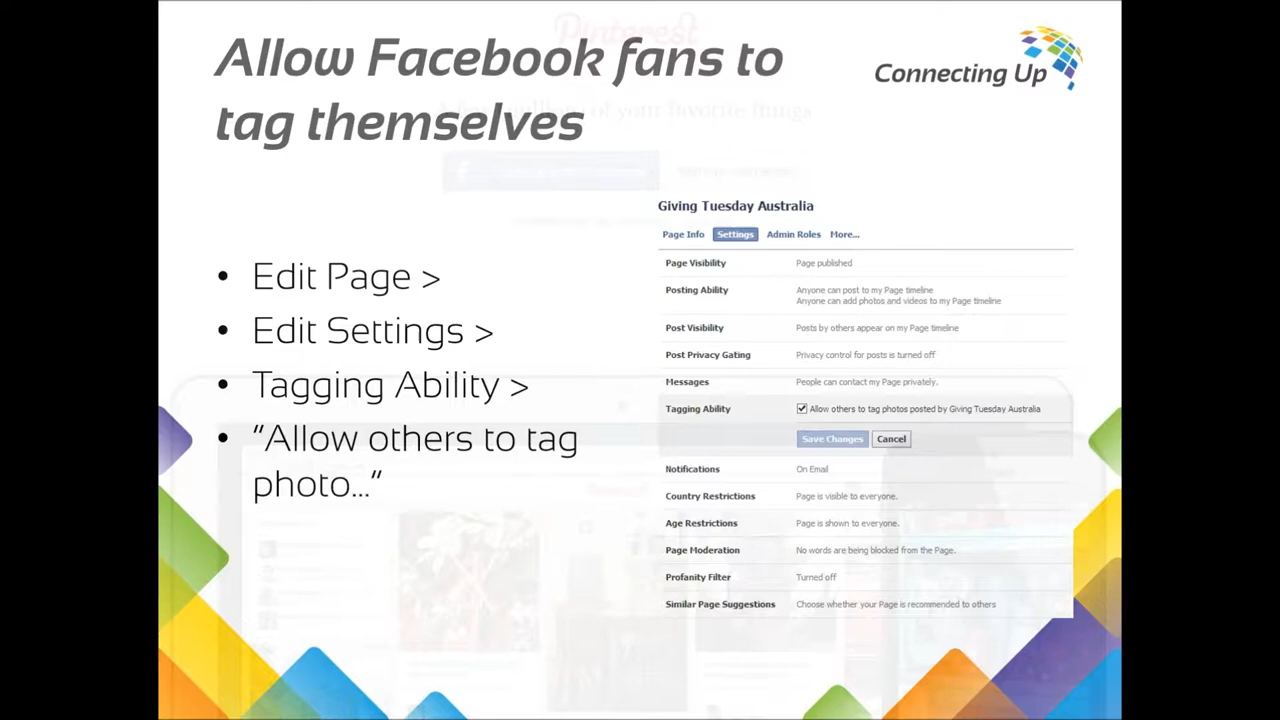 Pinterest
Allow Facebook fans to
tag themselves
Connecting Up
of your favorite things
Giving Tuesday Australia
Page Info Settings Admin Roles More...
Page Visibility Page published
Posting Ability Anyone can post to my Page timeline
Anyone can add photos and videos to my Page timeline
Post Visibility Posts by others appear on my Page timeline
Post Privacy Gating Privacy control for posts is turned off
Messages People can contact my Page privately.
Tagging Ability Allow others to tag photos posted by Giving Tuesday Australia
Save Changes Cancel
Notifications On Email
Country Restrictions Page is visible to everyone.
Age Restrictions Page is shown to everyone.
Page Moderation No words are being blocked from the Page.
Profanity Filter Turned off
Similar Page Suggestions Choose whether your Page is recommended to others
• Edit Page >
• Edit Settings >
• Tagging Ability >
• “Allow others to tag
photo…”